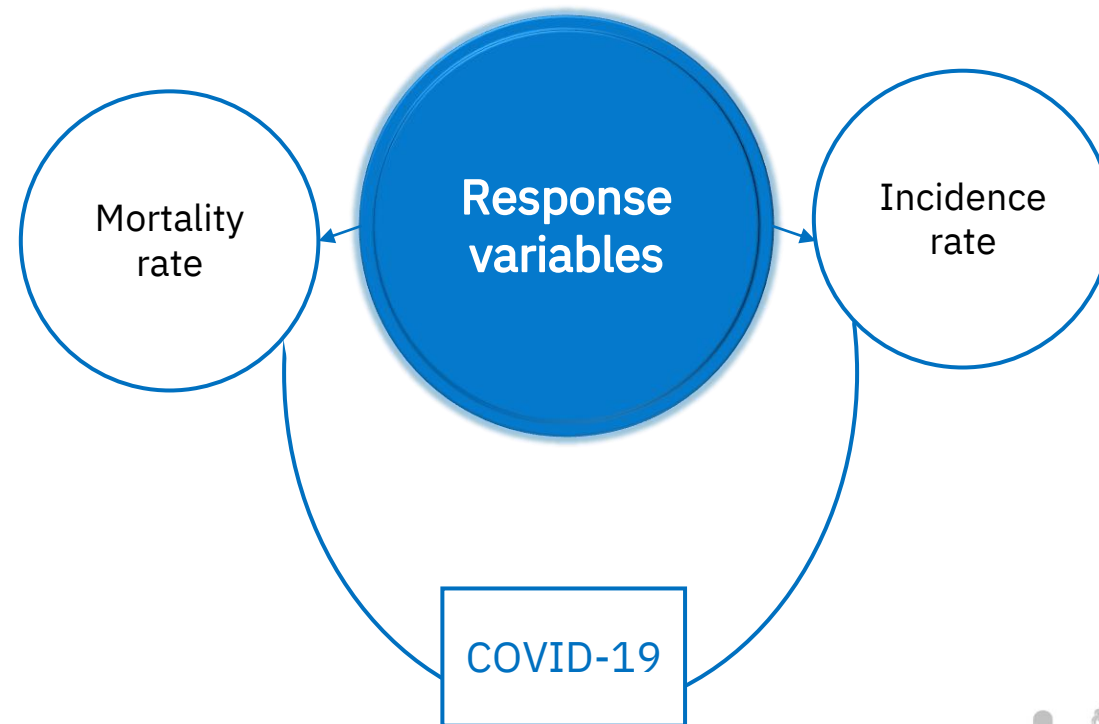 Response
variables
Mortality
rate
Incidence
rate
COVID-19